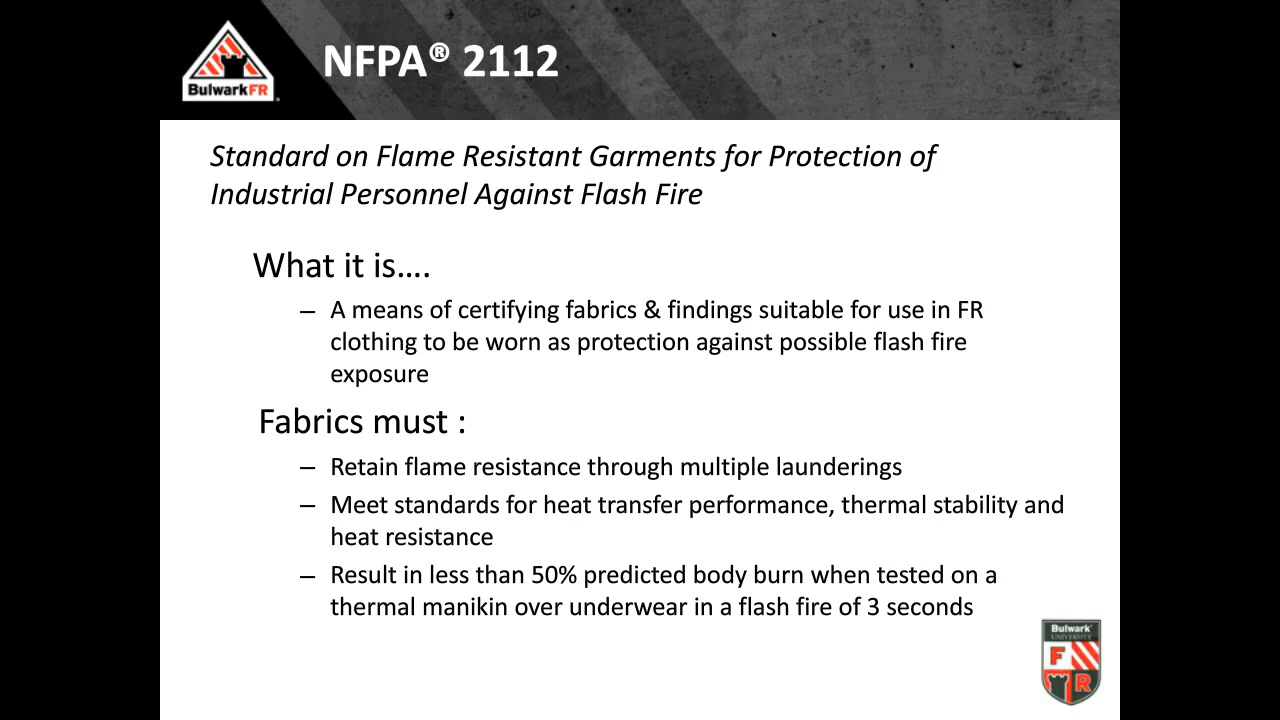 BulwarkFR
NFPA® 2112
Standard on Flame Resistant Garments for Protection of
Industrial Personnel Against Flash Fire
What it is….
– A means of certifying fabrics & findings suitable for use in FR
clothing to be worn as protection against possible flash fire
exposure
Fabrics must :
– Retain flame resistance through multiple launderings
– Meet standards for heat transfer performance, thermal stability and
heat resistance
– Result in less than 50% predicted body burn when tested on a
thermal manikin over underwear in a flash fire of 3 seconds
Bulwark
UNIVERSITY
F
R